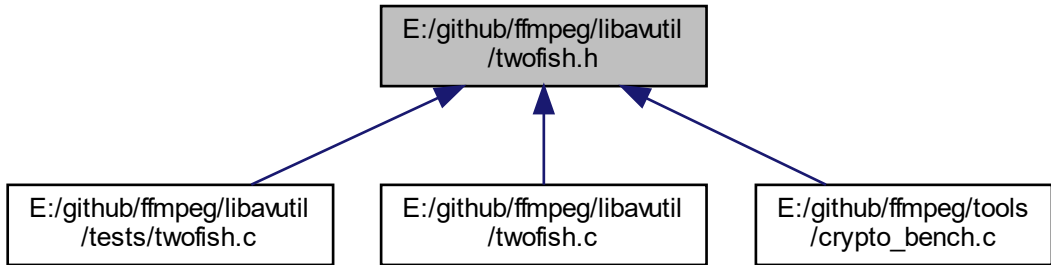 E:/github/ffmpeg/libavutil
/twofish.h
E:/github/ffmpeg/libavutil
/tests/twofish.c
E:/github/ffmpeg/libavutil
/twofish.c
E:/github/ffmpeg/tools
/crypto_bench.c